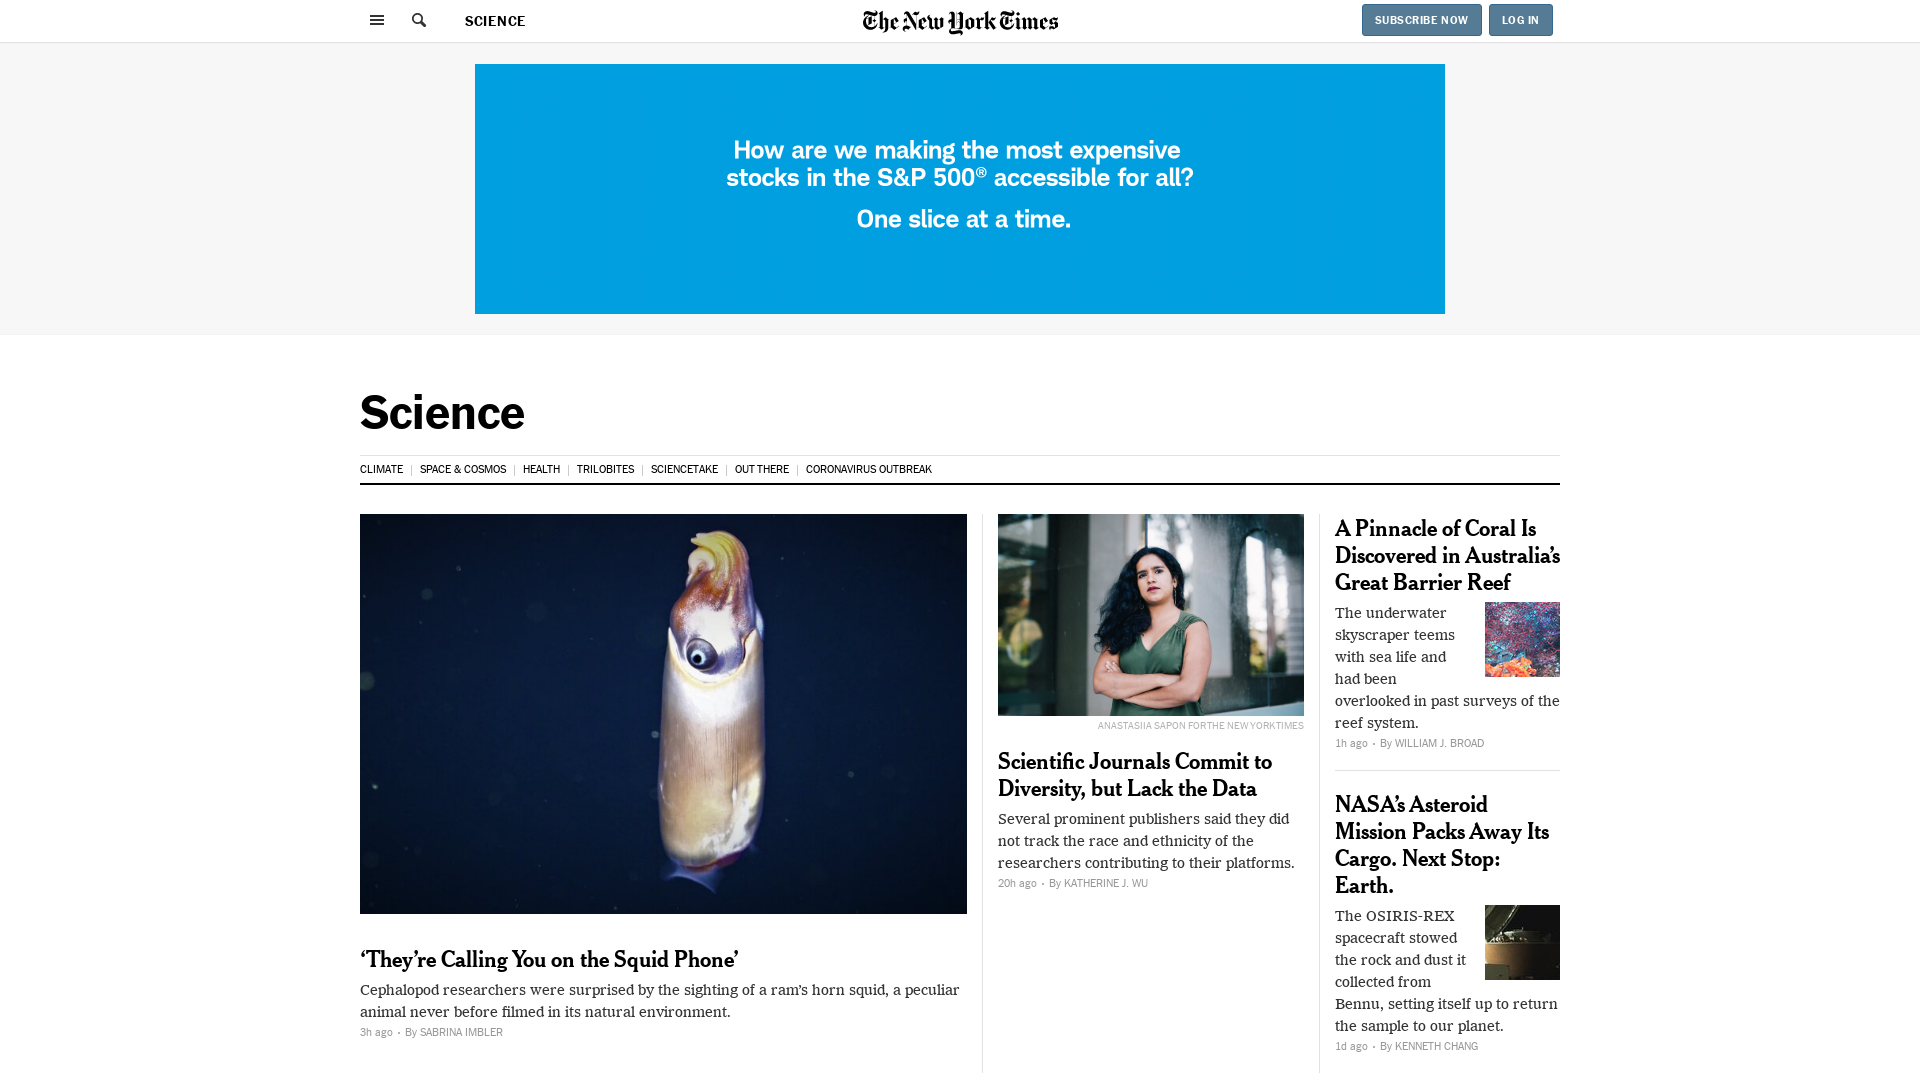 SCIENCE
The New York Times
SUBSCRIBE NOW
LOG IN
How are we making the most expensive
stocks in the S&P 500® accessible for all?
One slice at a time.
Science
CLIMATE
SPACE & COSMOS
HEALTH
TRILOBITES
SCIENCETAKE
OUT THERE
CORONAVIRUS OUTBREAK
‘They’re Calling You on the Squid Phone’
Cephalopod researchers were surprised by the sighting of a ram’s horn squid, a peculiar
animal never before filmed in its natural environment.
3h ago • By SABRINA IMBLER
ANASTASIIA SAPON FOR THE NEW YORK TIMES
Scientific Journals Commit to
Diversity, but Lack the Data
Several prominent publishers said they did
not track the race and ethnicity of the
researchers contributing to their platforms.
20h ago • By KATHERINE J. WU
A Pinnacle of Coral Is
Discovered in Australia’s
Great Barrier Reef
The underwater
skyscraper teems
with sea life and
had been
overlooked in past surveys of the
reef system.
1h ago • By WILLIAM J. BROAD
NASA’s Asteroid
Mission Packs Away Its
Cargo. Next Stop:
Earth.
The OSIRIS-REX
spacecraft stowed
the rock and dust it
collected from
Bennu, setting itself up to return
the sample to our planet.
1d ago • By KENNETH CHANG